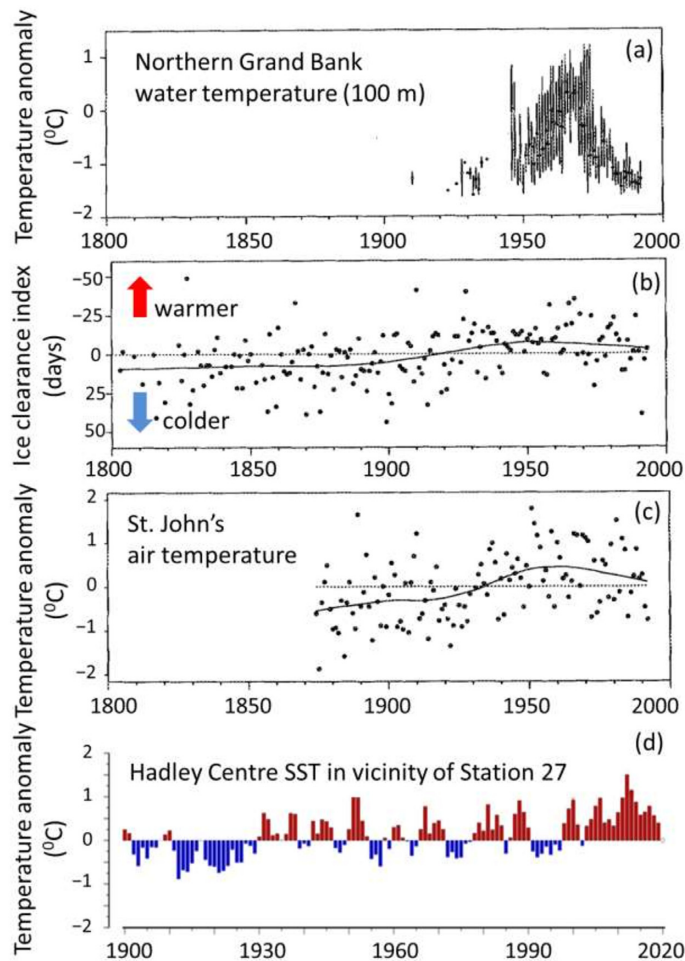 Temperature anomaly
(⁰C)
1
0
−1
−2
Northern Grand Bank
water temperature (100 m)
(a)
1800
1850
1900
1950
2000
Ice clearance index
(days)
−50
−25
0
25
50
warmer
colder
(b)
1800
1850
1900
1950
2000
Temperature anomaly
(⁰C)
2
1
0
−1
−2
St. John's
air temperature
(c)
1800
1850
1900
1950
2000
Temperature anomaly
(⁰C)
2
1
0
−1
−2
Hadley Centre SST in vicinity of Station 27
(d)
1900
1930
1960
1990
2020